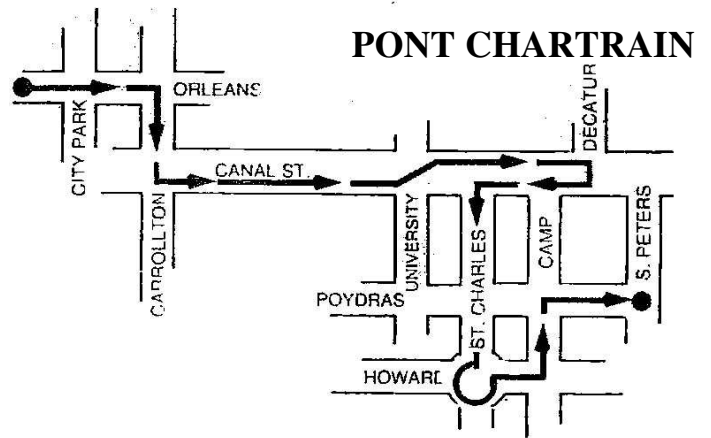 PONT CHARTRAIN
ORLEANS
DECATUR
CITY PARK
CANAL ST.
CARROLLTON
UNIVERSITY
ST. CHARLES
CAMP
S. PETERS
POYDRAS
HOWARD